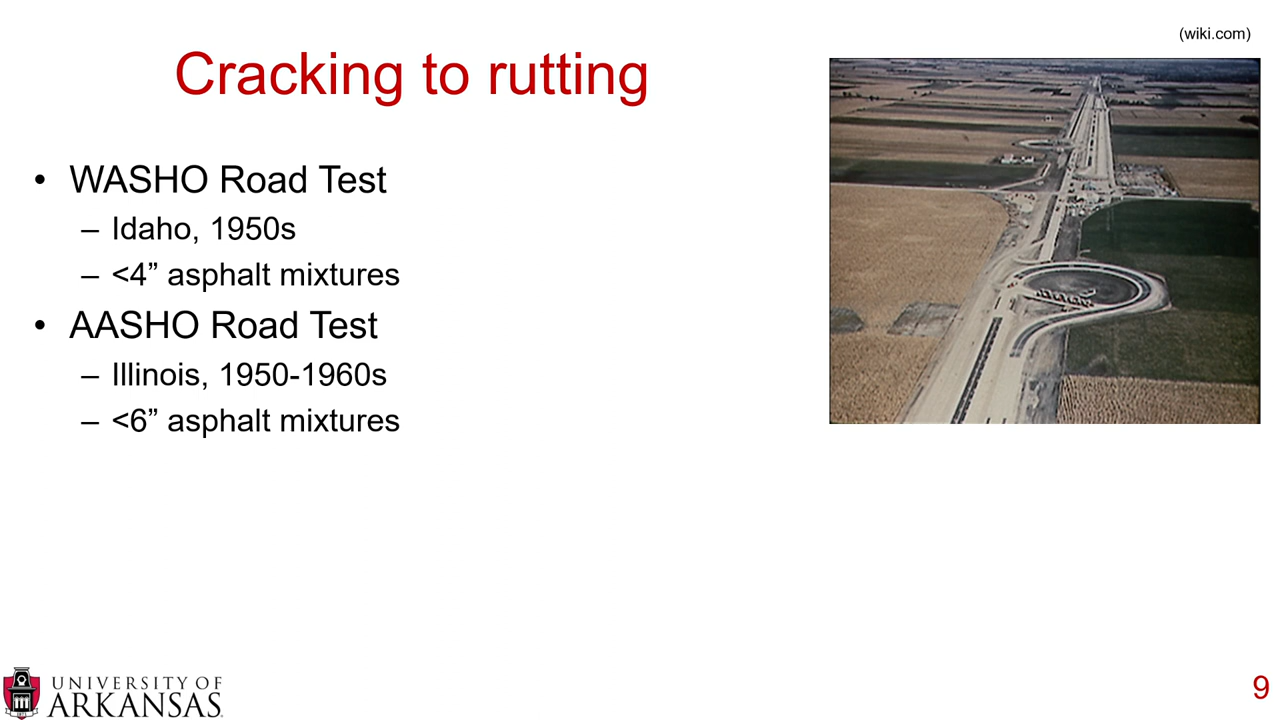 (wiki.com)
Cracking to rutting
• WASHO Road Test
– Idaho, 1950s
– <4” asphalt mixtures
• AASHO Road Test
– Illinois, 1950-1960s
– <6” asphalt mixtures
UNIVERSITY OF
ARKANSAS
9